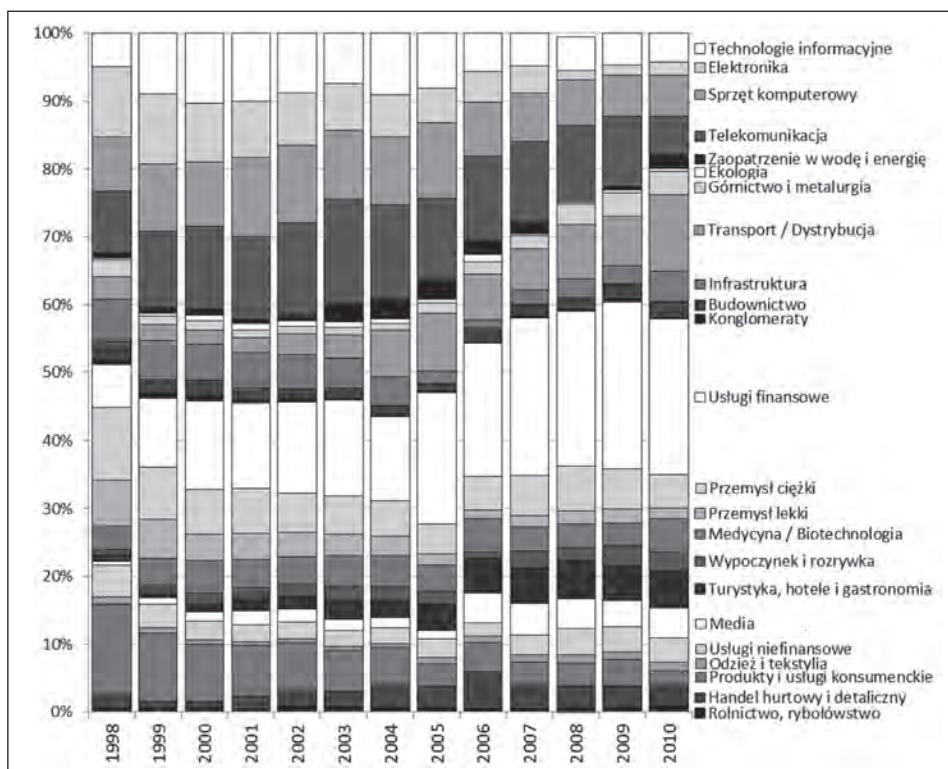 100%
90%
80%
70%
60%
50%
40%
30%
20%
10%
0%
1998
1999
2000
2001
2002
2003
2004
2005
2006
2007
2008
2009
2010
Technologie informacyjne
Elektronika
Sprzęt komputerowy
Telekomunikacja
Zaopatrzenie w wodę i energię
Ekologia
Górnictwo i metalurgia
Transport / Dystrybucja
Infrastruktura
Budownictwo
Konglomeraty
Usługi finansowe
Przemysł ciężki
Przemysł lekki
Medycyna / Biotechnologia
Wypoczynek i rozrywka
Turystyka, hotele i gastronomia
Media
Usługi niefinansowe
Odzież i tekstylia
Produkty i usługi konsumenckie
Handel hurtowy i detaliczny
Rolnictwo, rybołówstwo